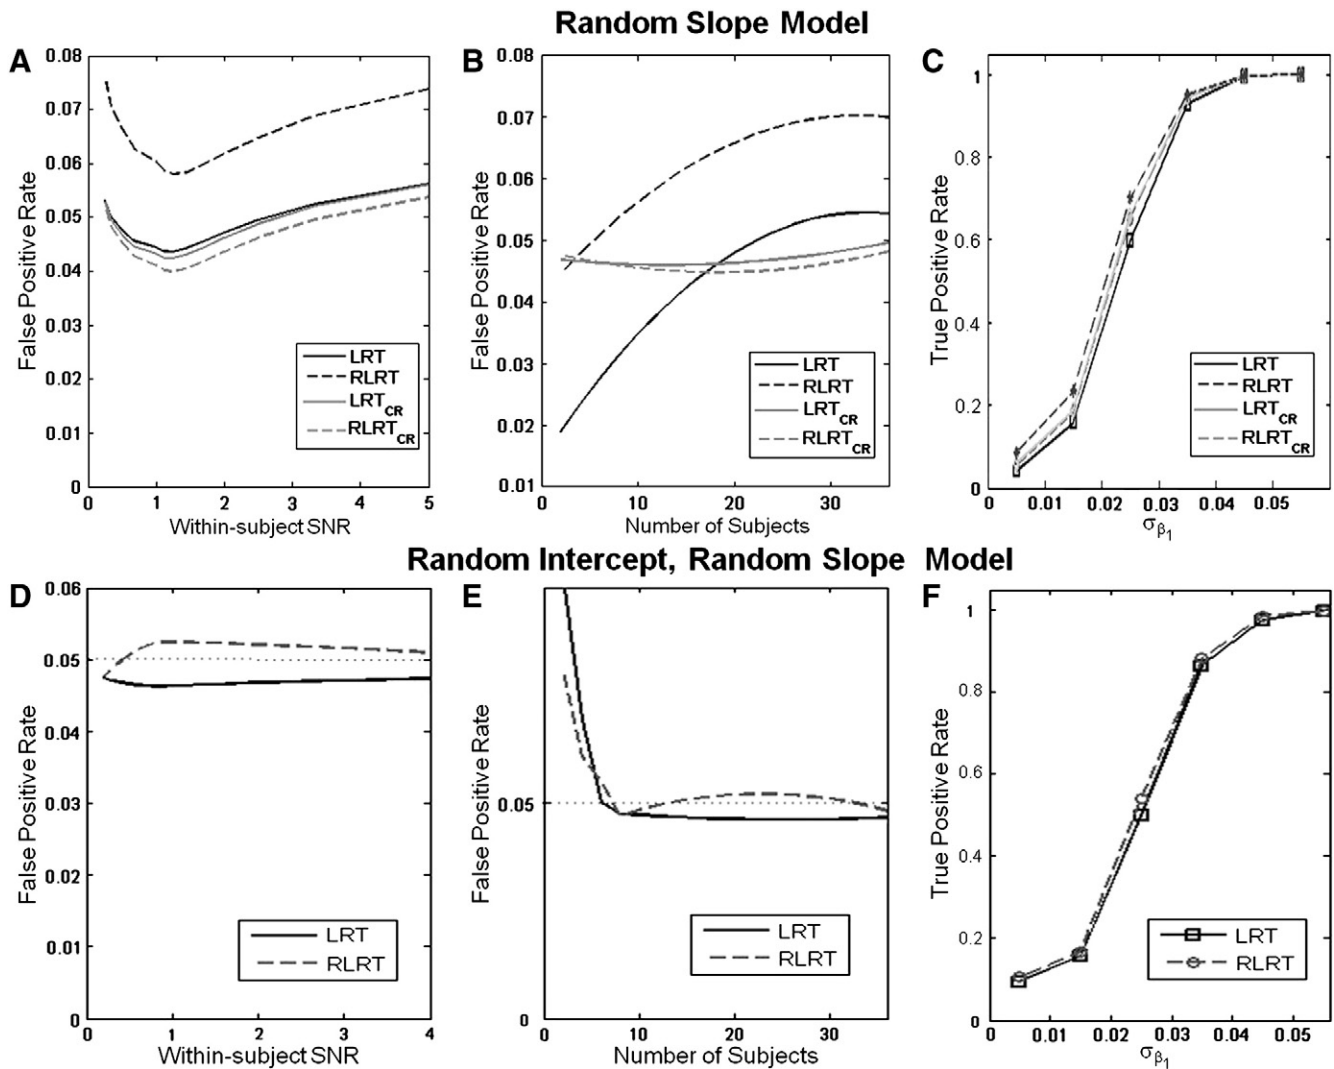 Random Slope Model
A
0.08
0.07
0.06
0.05
0.04
0.03
0.02
0.01
0
False Positive Rate
LRT
RLRT
LRT_CR
RLRT_CR
0 1 2 3 4 5
Within-subject SNR
B
0.08
0.07
0.06
0.05
0.04
0.03
0.02
0.01
False Positive Rate
LRT
RLRT
LRT_CR
RLRT_CR
0 10 20 30
Number of Subjects
C
1
0.8
0.6
0.4
0.2
0
True Positive Rate
LRT
RLRT
LRT_CR
RLRT_CR
0 0.01 0.02 0.03 0.04 0.05
σβ1
Random Intercept, Random Slope Model
D
0.06
0.05
0.04
0.03
0.02
0.01
0
False Positive Rate
LRT
RLRT
0 1 2 3 4
Within-subject SNR
E
0.05
0
False Positive Rate
LRT
RLRT
0 10 20 30
Number of Subjects
F
1
0.8
0.6
0.4
0.2
0
True Positive Rate
LRT
RLRT
0 0.01 0.02 0.03 0.04 0.05
σβ1